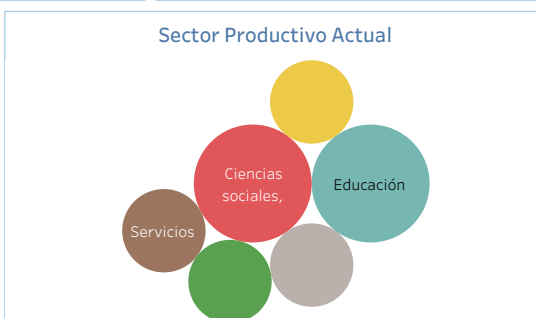 Sector Productivo Actual
Ciencias
sociales,
Educación
Servicios